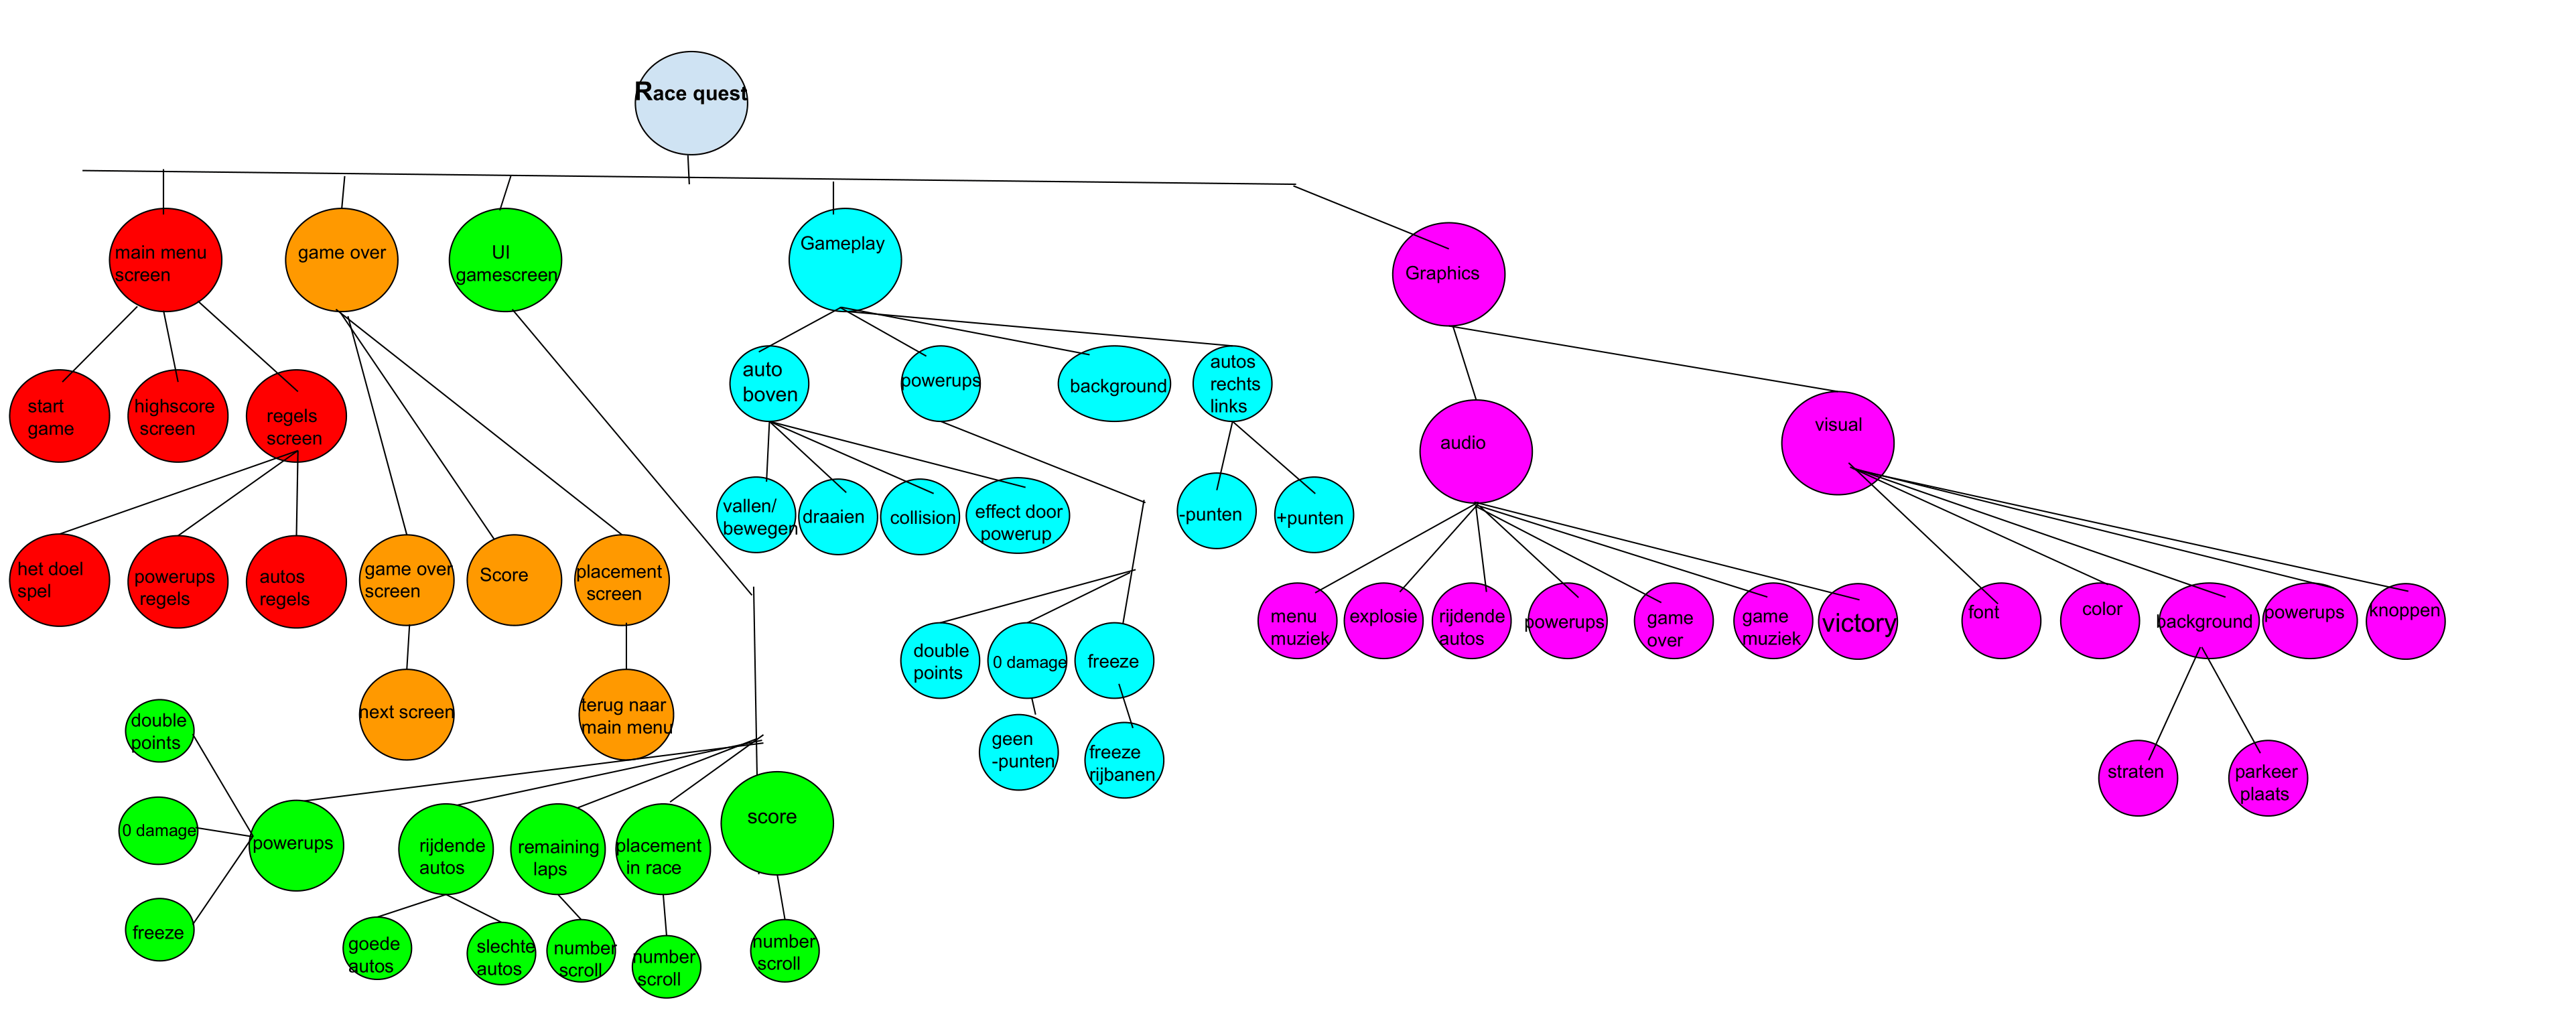 Race quest
main menu
screen
game over
UI
gamescreen
Gameplay
Graphics
start
game
highscore
screen
regels
screen
auto
boven
powerups
background
autos
rechts
links
audio
visual
het doel
spel
powerups
regels
autos
regels
game over
screen
Score
placement
screen
vallen/
bewegen
draaien
collision
effect door
powerup
-punten
+punten
menu
muziek
explosie
rijdende
autos
powerups
game
over
game
muziek
victory
font
color
background
powerups
knoppen
next screen
terug naar
main menu
double
points
0 damage
freeze
geen
-punten
freeze
rijbanen
straten
parkeer
plaats
double
points
0 damage
freeze
powerups
rijdende
autos
remaining
laps
placement
in race
score
goede
autos
slechte
autos
number
scroll
number
scroll
number
scroll